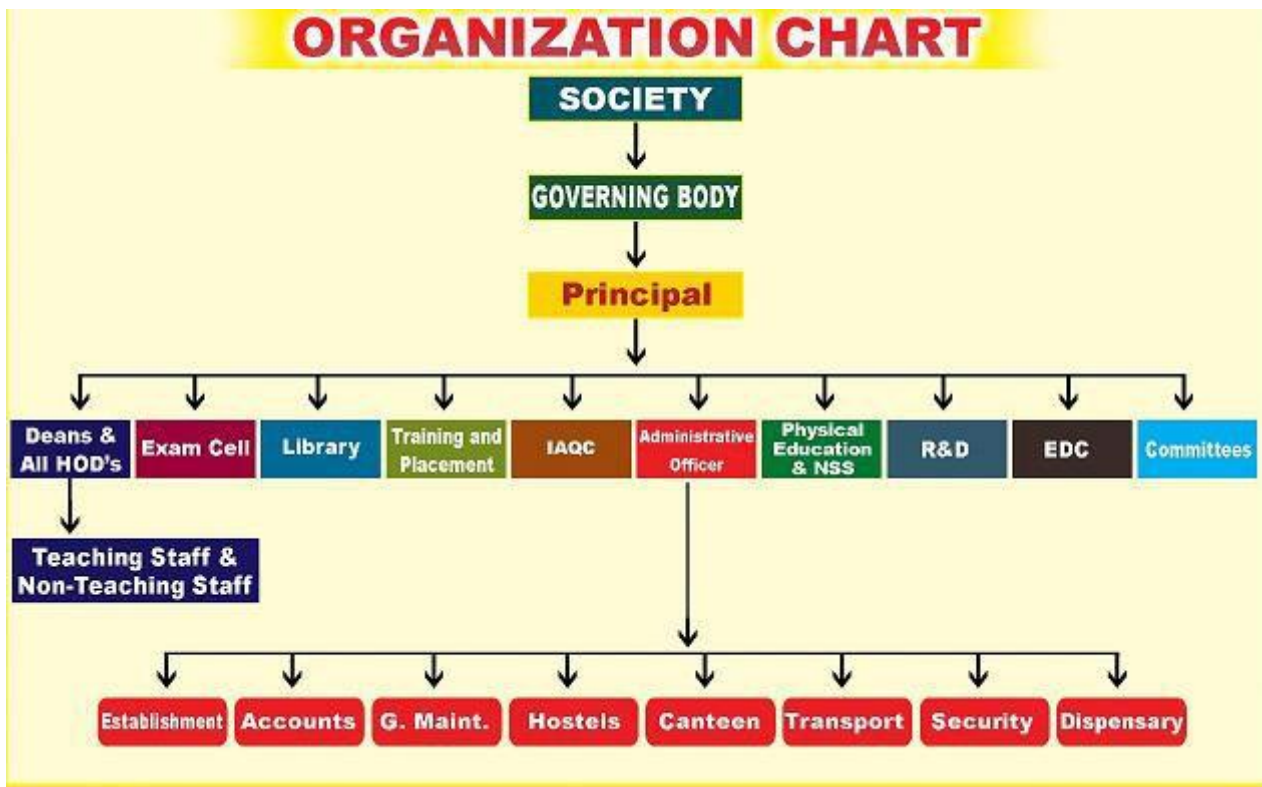 ORGANIZATION CHART
SOCIETY
GOVERNING BODY
Principal
Deans &
All HOD's
Exam Cell
Library
Training and
Placement
IAQC
Administrative
Officer
Physical
Education
& NSS
R&D
EDC
Committees
Teaching Staff &
Non-Teaching Staff
Establishment
Accounts
G. Maint.
Hostels
Canteen
Transport
Security
Dispensary